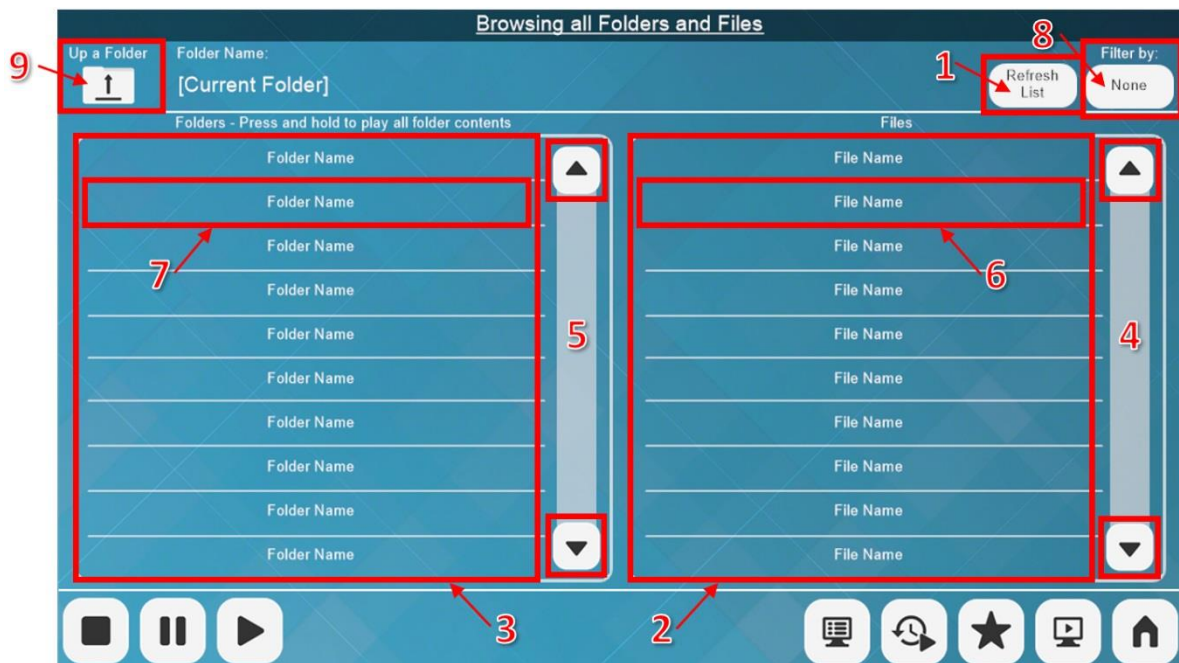 Browsing all Folders and Files
9
Up a Folder
Folder Name:
[Current Folder]
1
Refresh
List
8
Filter by:
None
Folders - Press and hold to play all folder contents
Folder Name
Folder Name
Folder Name
Folder Name
Folder Name
Folder Name
Folder Name
Folder Name
Folder Name
Folder Name
7
5
3
Files
File Name
File Name
File Name
File Name
File Name
File Name
File Name
File Name
File Name
File Name
6
4
2